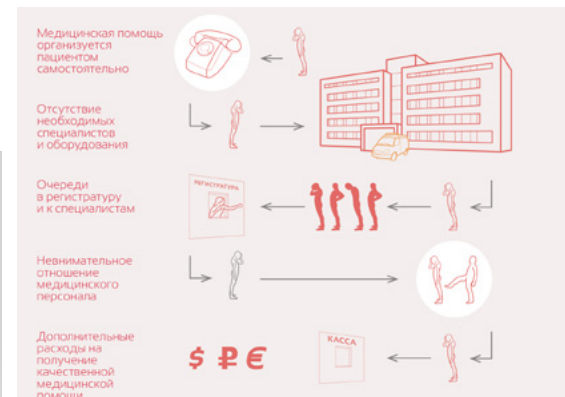 Медицинская помощь
организуется
пациентом
самостоятельно
Отсутствие
необходимых
специалистов
и оборудования
Очереди
в регистратуру
и к специалистам
РЕГИСТРАТУРА
Невнимательное
отношение
медицинского
персонала
Дополнительные
расходы на
получение
качественной
медицинской
помощи
$ ₽ €
КАССА